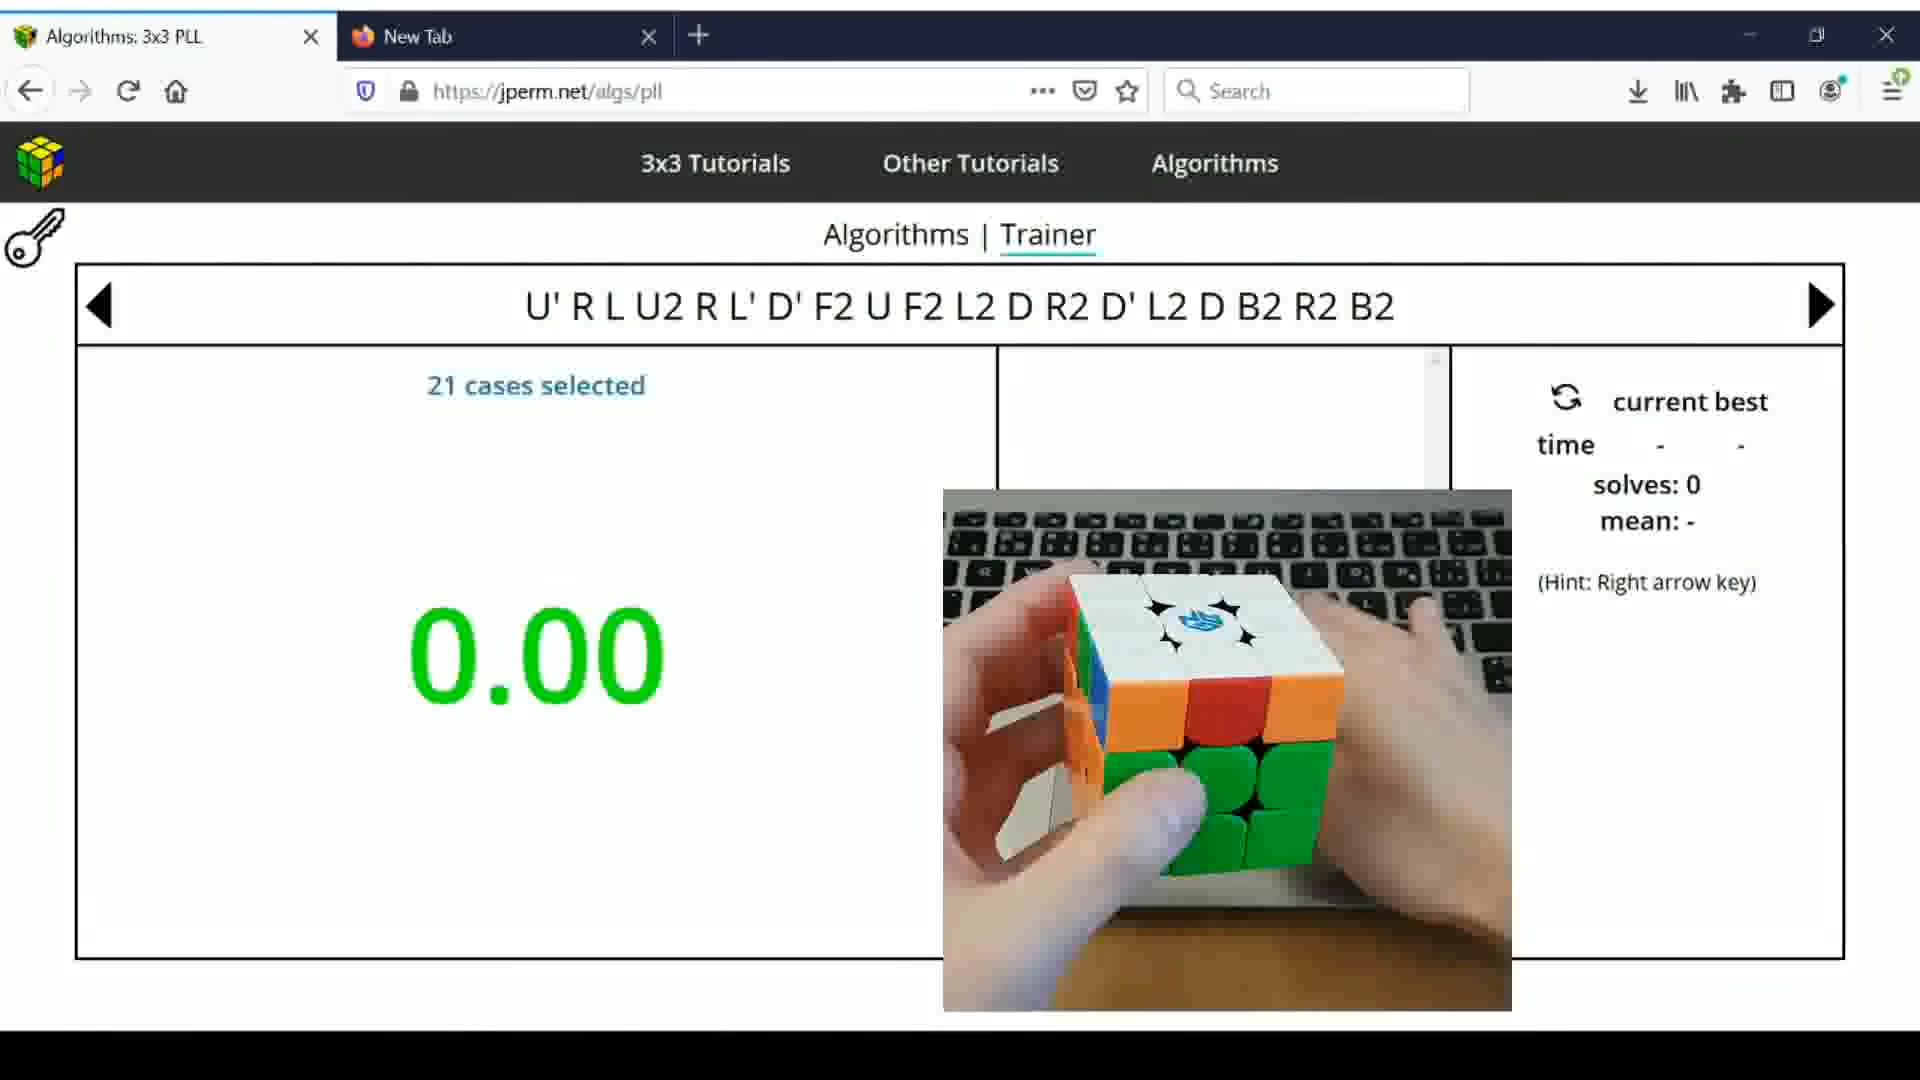 Algorithms: 3x3 PLL
New Tab
https://jperm.net/algs/pll
Search
3x3 Tutorials
Other Tutorials
Algorithms
Algorithms | Trainer
U' R L U2 R L' D' F2 U F2 L2 D R2 D' L2 D B2 R2 B2
21 cases selected
0.00
current best
time - -
solves: 0
mean: -
(Hint: Right arrow key)